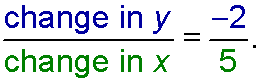 change in y / change in x = −2 / 5.